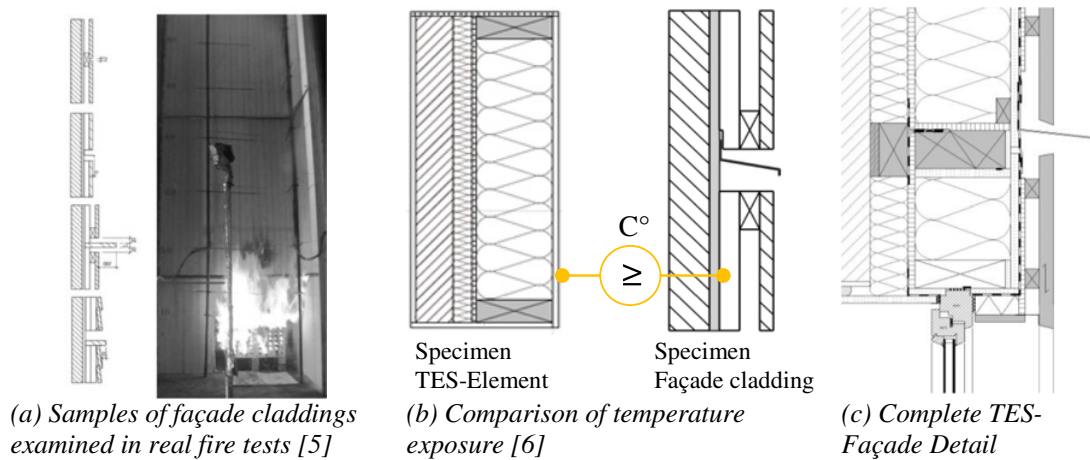 C°
≥
Specimen
TES-Element
Specimen
Façade cladding
(a) Samples of façade claddings
examined in real fire tests [5]
(b) Comparison of temperature
exposure [6]
(c) Complete TES-
Façade Detail